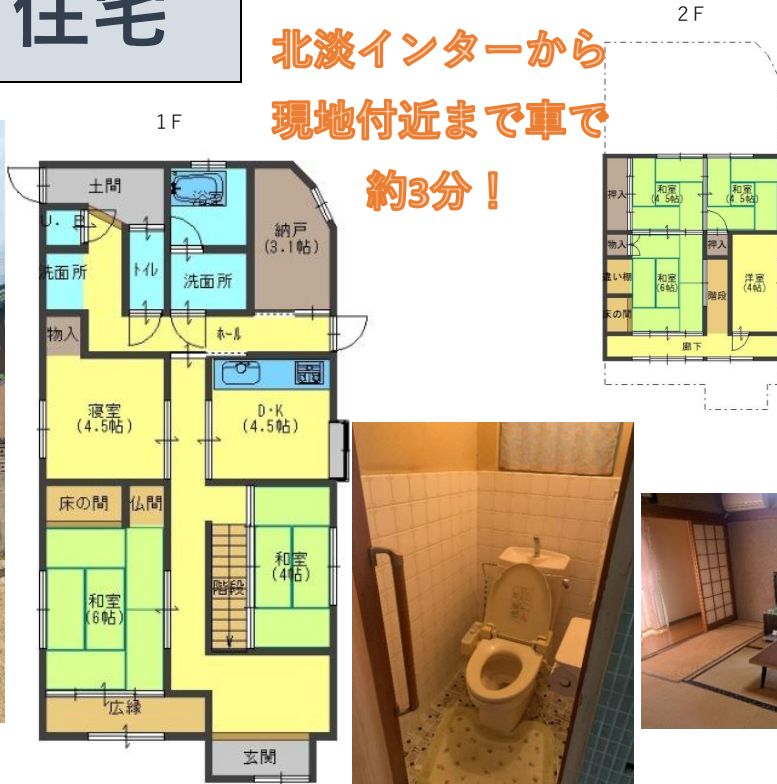 住宅
北淡インターから
現地付近まで車で
約3分！
1F
土間
浴室
納戸
(3.1帖)
U.B
洗面所
トイレ
洗面所
物入
ホール
寝室
(4.5帖)
D・K
(4.5帖)
床の間
仏間
和室
(6帖)
階段
和室
(4帖)
広縁
玄関
2F
押入
和室
(4.5帖)
和室
(4.5帖)
物入
押入
違い棚
和室
(6帖)
階段
洋室
(4帖)
床の間
廊下